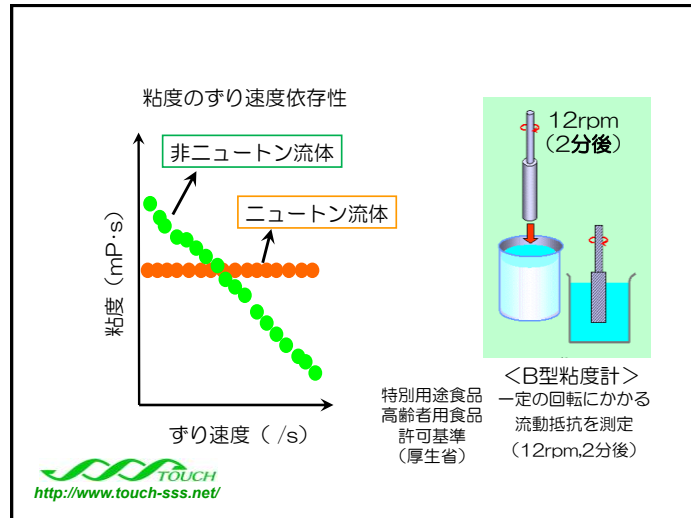 粘度のずり速度依存性
非ニュートン流体
ニュートン流体
粘度（mP・s）
ずり速度（ /s）
12rpm
（2分後）
＜B型粘度計＞
一定の回転にかかる
流動抵抗を測定
（12rpm,2分後）
特別用途食品
高齢者用食品
許可基準
（厚生省）
TOUCH
http://www.touch-sss.net/